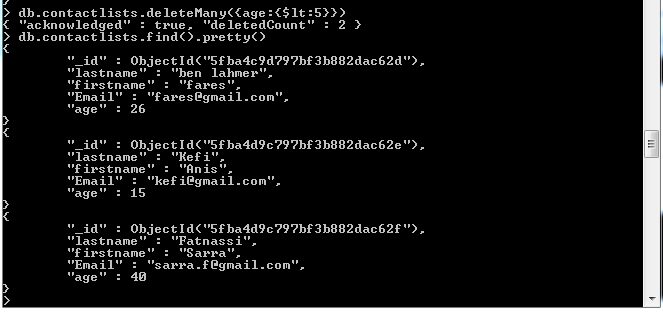 > db.contactlists.deleteMany({age:{$lt:5}})
{ "acknowledged" : true, "deletedCount" : 2 }
> db.contactlists.find().pretty()
{
        "_id" : ObjectId("5fba4c9d797bf3b882dac62d"),
        "lastname" : "ben lahmer",
        "firstname" : "fares",
        "Email" : "fares@gmail.com",
        "age" : 26
}
{
        "_id" : ObjectId("5fba4d9c797bf3b882dac62e"),
        "lastname" : "Kefi",
        "firstname" : "Anis",
        "Email" : "kefi@gmail.com",
        "age" : 15
}
{
        "_id" : ObjectId("5fba4d9c797bf3b882dac62f"),
        "lastname" : "Fatnassi",
        "firstname" : "Sarra",
        "Email" : "sarra.f@gmail.com",
        "age" : 40
}
>